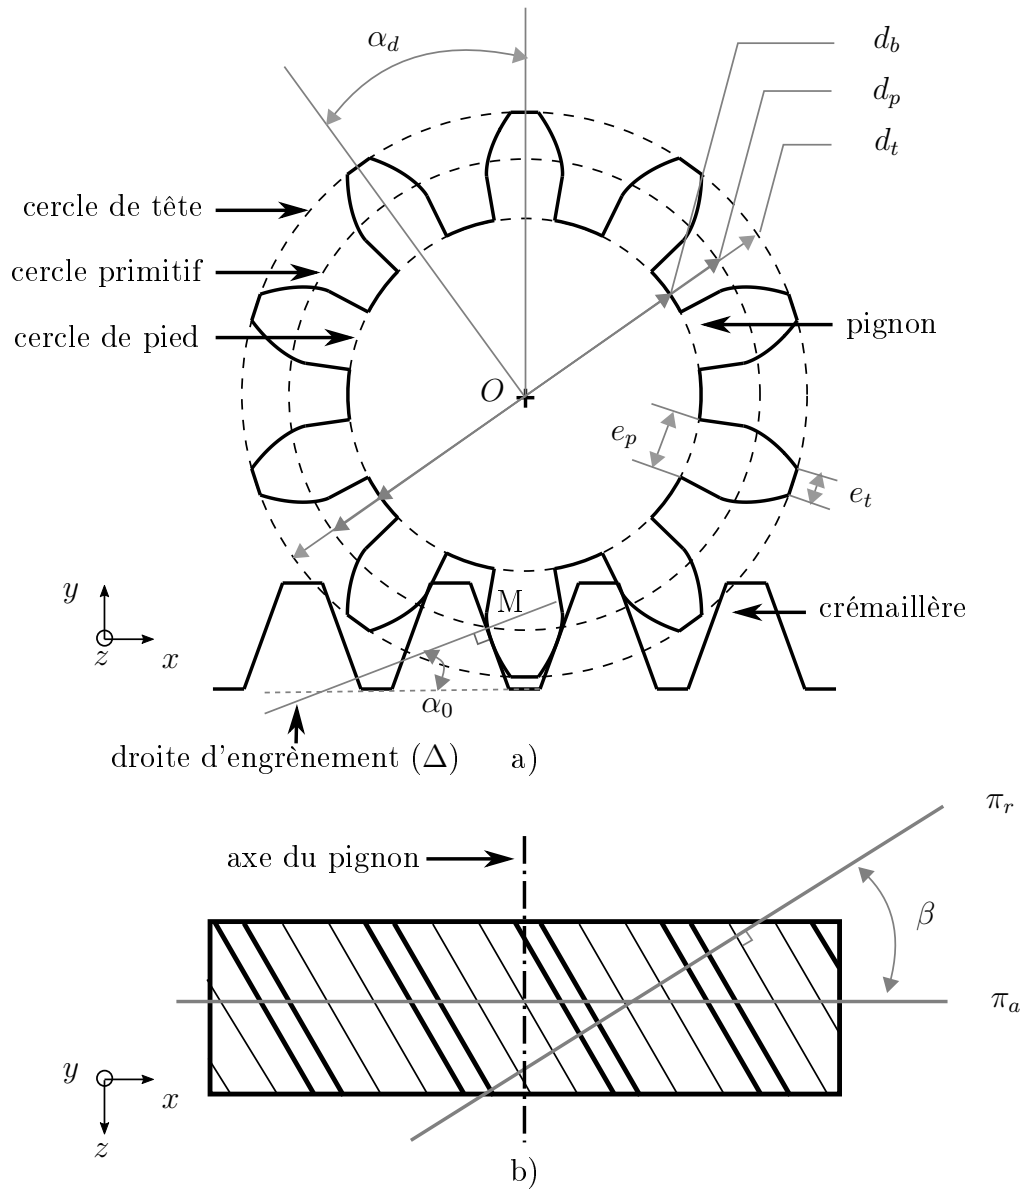 α_d
d_b
d_p
d_t
cercle de tête
cercle primitif
cercle de pied
pignon
O
e_p
e_t
y
z
x
M
crémaillère
α_0
droite d'engrènement (Δ)
a)
π_r
axe du pignon
β
π_a
y
x
z
b)